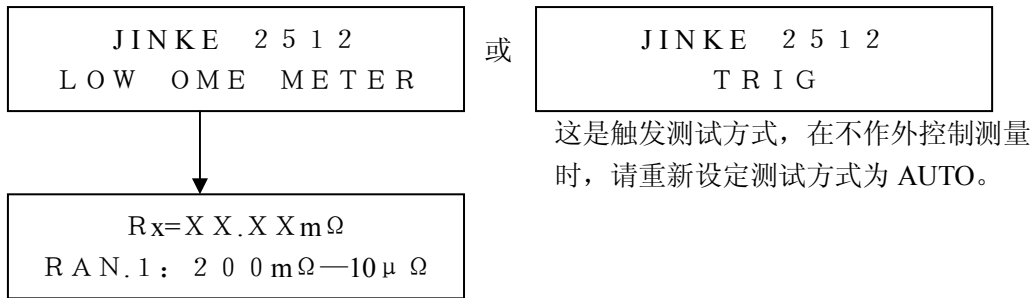 JINKE 2512
LOW OME METER
或
JINKE 2512
TRIG
这是触发测试方式，在不作外控制测量
时，请重新设定测试方式为 AUTO。
Rx=XX.XXmΩ
RAN.1：200mΩ—10μΩ